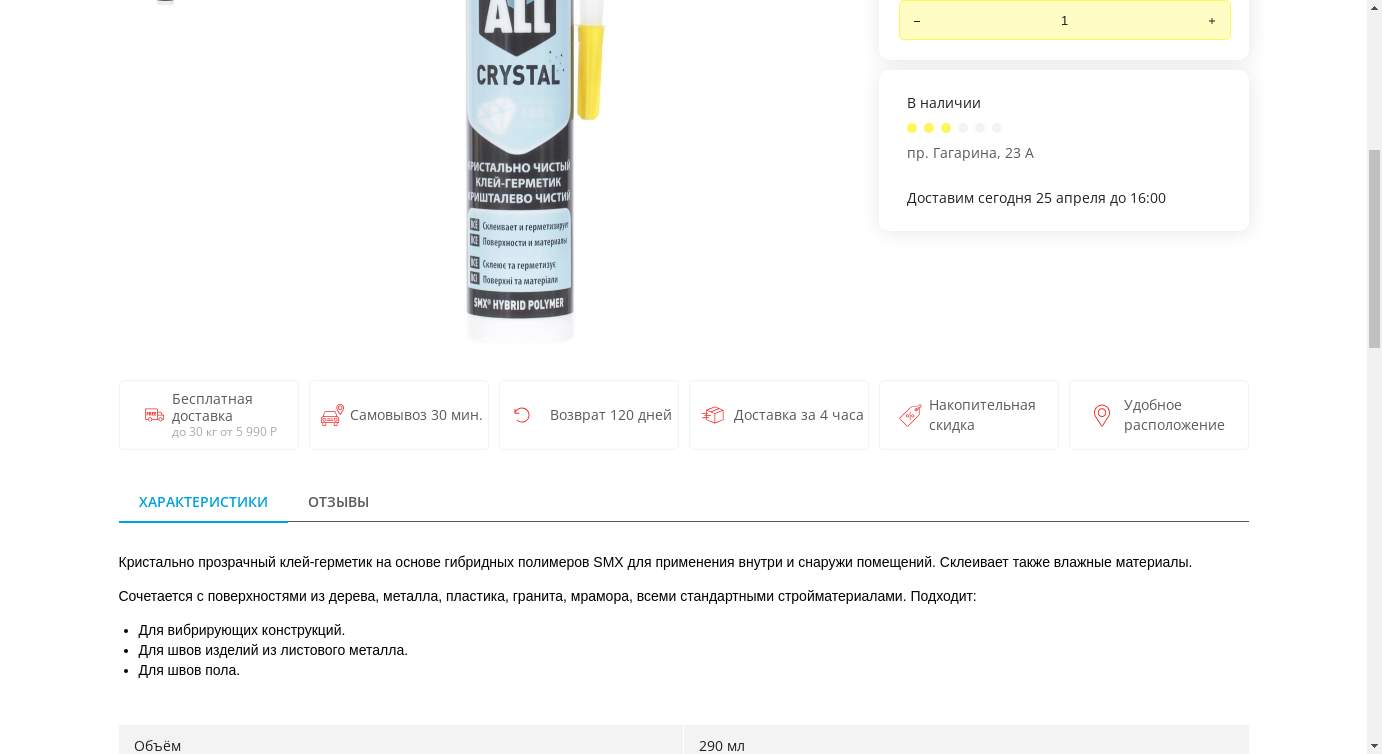 ALL
CRYSTAL
КРИСТАЛЬНО ЧИСТЫЙ
КЛЕЙ-ГЕРМЕТИК
КРИШТАЛЕВО ЧИСТИЙ
Склеивает и герметизирует
Поверхности и материалы
Склеює та герметизує
Поверхні та матеріали
SMX® HYBRID POLYMER
– 1 +
В наличии
пр. Гагарина, 23 А
Доставим сегодня 25 апреля до 16:00
FREE
Бесплатная
доставка
до 30 кг от 5 990 Р
Самовывоз 30 мин.
Возврат 120 дней
Доставка за 4 часа
Накопительная
скидка
Удобное
расположение
ХАРАКТЕРИСТИКИ ОТЗЫВЫ
Кристально прозрачный клей-герметик на основе гибридных полимеров SMX для применения внутри и снаружи помещений. Склеивает также влажные материалы.
Сочетается с поверхностями из дерева, металла, пластика, гранита, мрамора, всеми стандартными стройматериалами. Подходит:
• Для вибрирующих конструкций.
• Для швов изделий из листового металла.
• Для швов пола.
Объём 290 мл